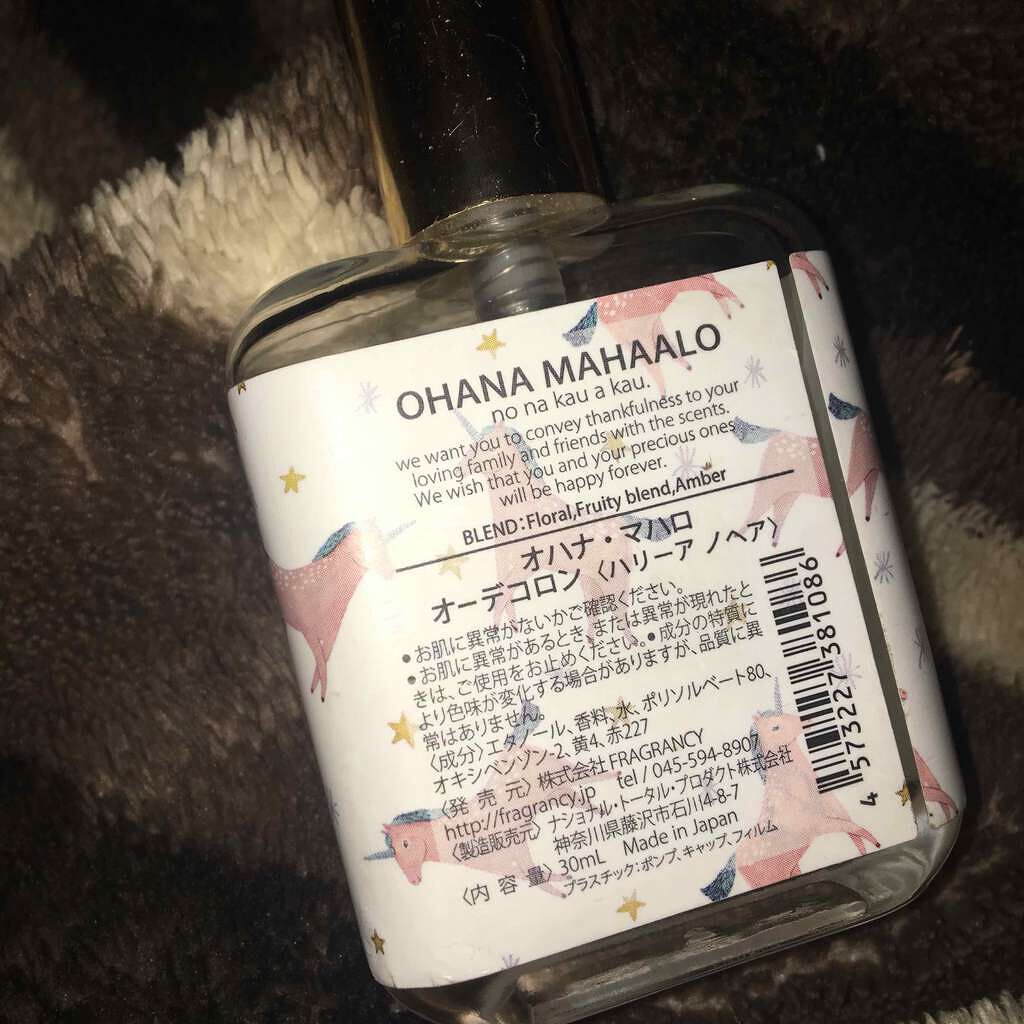 OHANA MAHAALO
no na kau a kau.
we want you to convey thankfulness to your
loving family and friends with the scents.
We wish that you and your precious ones
will be happy forever.
BLEND:Floral,Fruity blend,Amber
オハナ・マハロ
オーデコロン〈ハリーア ノヘア〉
●お肌に異常がないかご確認ください。
●お肌に異常があるとき、または異常が現れたと
きは、ご使用をお止めください。●成分の特質に
より色味が変化する場合がありますが、品質に異
常はありません。
〈成分〉エタノール、香料、水、ポリソルベート80、
オキシベンゾン-2、黄4、赤227
〈発 売 元〉株式会社FRAGRANCY
http://fragrancy.jp tel / 045-594-8907
〈製造販売元〉ナショナル・トータル・プロダクト株式会社
神奈川県藤沢市石川4-8-7
〈内 容 量〉30mL Made in Japan
プラスチック:ポンプ、キャップ、フィルム
4 573227 381086